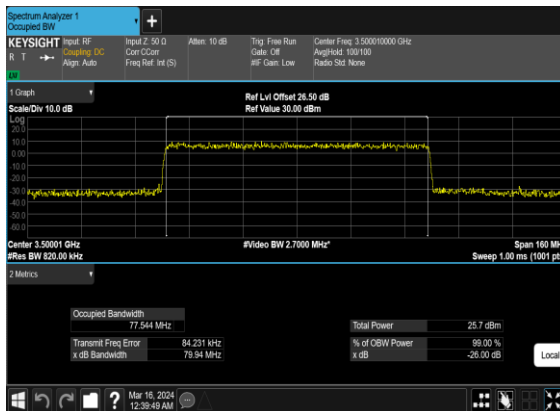 Spectrum Analyzer 1
Occupied BW
+
KEYSIGHT
R T
LXI
Input: RF
Coupling: DC
Align: Auto
Input Z: 50 Ω
Corr CCorr
Freq Ref: Int (S)
Atten: 10 dB
Trig: Free Run
Gate: Off
#IF Gain: Low
Center Freq: 3.500010000 GHz
Avg|Hold: 100/100
Radio Std: None
1 Graph
Scale/Div 10.0 dB
Ref Lvl Offset 26.50 dB
Ref Value 30.00 dBm
Log
20.0
10.0
0.00
-10.0
-20.0
-30.0
-40.0
-50.0
-60.0
Center 3.50001 GHz
#Res BW 820.00 kHz
#Video BW 2.7000 MHz*
Span 160 MH
Sweep 1.00 ms (1001 pts
2 Metrics
Occupied Bandwidth
77.544 MHz
Transmit Freq Error 84.231 kHz
x dB Bandwidth 79.94 MHz
Total Power 25.7 dBm
% of OBW Power 99.00 %
x dB -26.00 dB
Local
?
Mar 16, 2024
12:39:49 AM